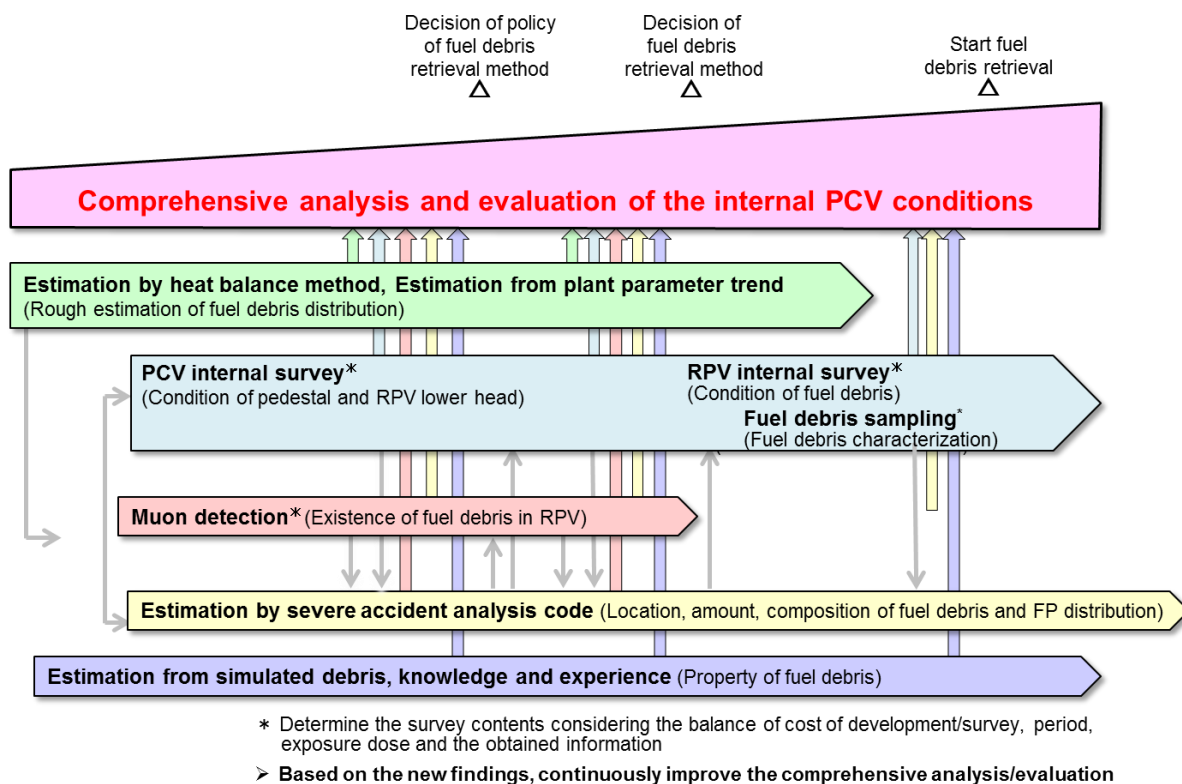 Decision of policy
of fuel debris
retrieval method
Decision of
fuel debris
retrieval method
Start fuel
debris retrieval
Comprehensive analysis and evaluation of the internal PCV conditions
Estimation by heat balance method, Estimation from plant parameter trend
(Rough estimation of fuel debris distribution)
PCV internal survey*
(Condition of pedestal and RPV lower head)
RPV internal survey*
(Condition of fuel debris)
Fuel debris sampling*
(Fuel debris characterization)
Muon detection* (Existence of fuel debris in RPV)
Estimation by severe accident analysis code (Location, amount, composition of fuel debris and FP distribution)
Estimation from simulated debris, knowledge and experience (Property of fuel debris)
* Determine the survey contents considering the balance of cost of development/survey, period,
exposure dose and the obtained information
➢ Based on the new findings, continuously improve the comprehensive analysis/evaluation